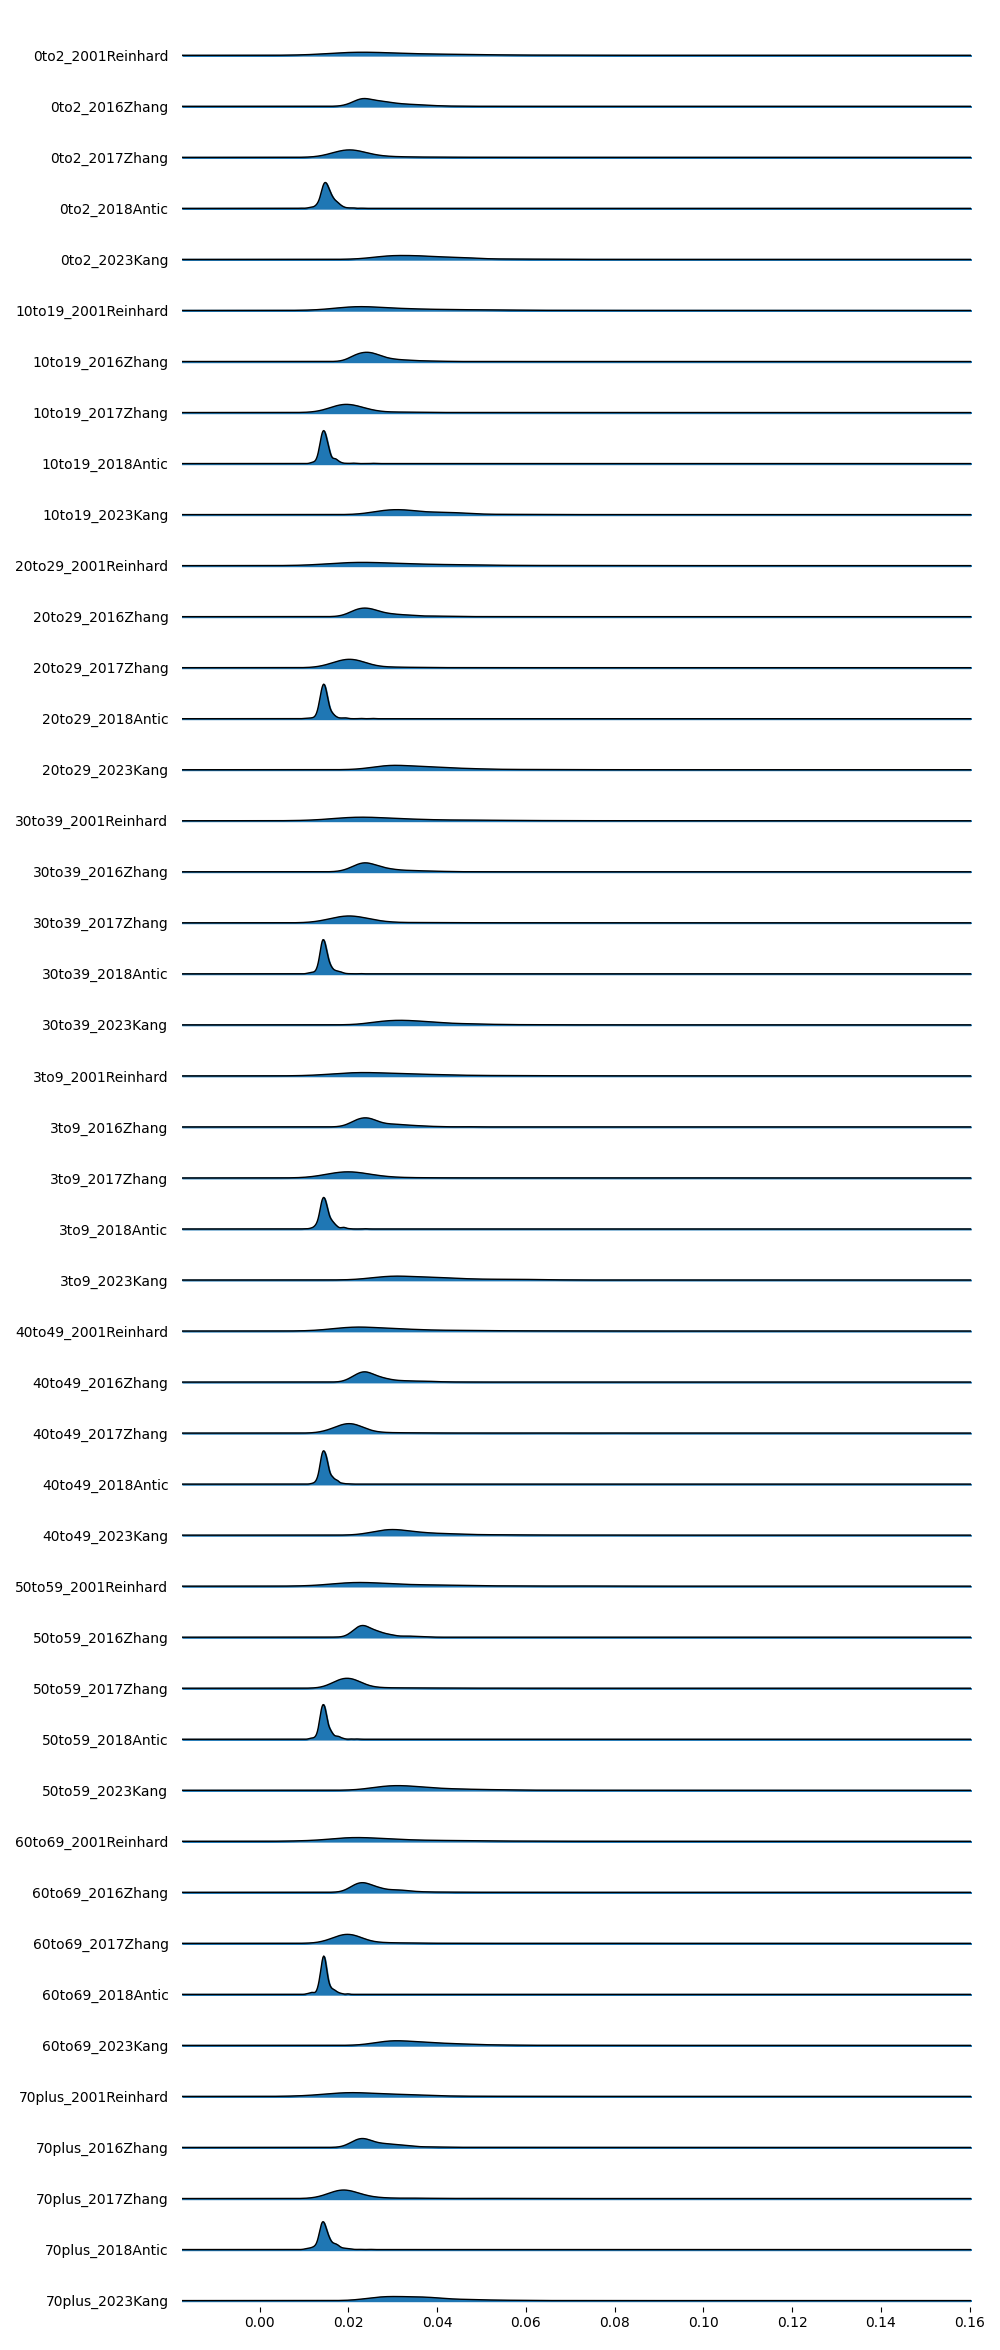 0to2_2001Reinhard
0to2_2016Zhang
0to2_2017Zhang
0to2_2018Antic
0to2_2023Kang
10to19_2001Reinhard
10to19_2016Zhang
10to19_2017Zhang
10to19_2018Antic
10to19_2023Kang
20to29_2001Reinhard
20to29_2016Zhang
20to29_2017Zhang
20to29_2018Antic
20to29_2023Kang
30to39_2001Reinhard
30to39_2016Zhang
30to39_2017Zhang
30to39_2018Antic
30to39_2023Kang
3to9_2001Reinhard
3to9_2016Zhang
3to9_2017Zhang
3to9_2018Antic
3to9_2023Kang
40to49_2001Reinhard
40to49_2016Zhang
40to49_2017Zhang
40to49_2018Antic
40to49_2023Kang
50to59_2001Reinhard
50to59_2016Zhang
50to59_2017Zhang
50to59_2018Antic
50to59_2023Kang
60to69_2001Reinhard
60to69_2016Zhang
60to69_2017Zhang
60to69_2018Antic
60to69_2023Kang
70plus_2001Reinhard
70plus_2016Zhang
70plus_2017Zhang
70plus_2018Antic
70plus_2023Kang
0.00 0.02 0.04 0.06 0.08 0.10 0.12 0.14 0.16